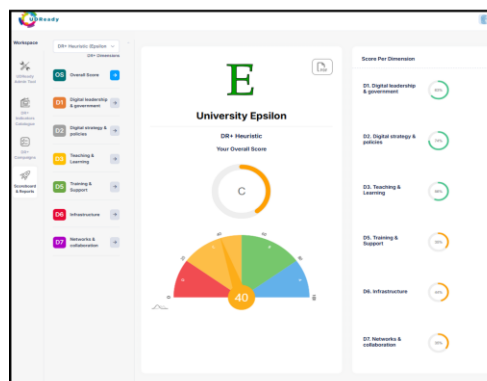 UDReady
Workspace
DR+ Heuristic (Epsilon
DR+ Dimensions
UDReady
Admin Tool
DR+
Indicators
Catalogue
DR+
Campaigns
Scoreboard
& Reports
OS Overall Score
D1 Digital leadership
& government
D2 Digital strategy &
policies
D3 Teaching &
Learning
D5 Training &
Support
D6 Infrastructure
D7 Networks &
collaboration
E
University Epsilon
DR+ Heuristic
Your Overall Score
C
40
Score Per Dimension
D1. Digital leadership
& government
D2. Digital strategy &
policies
D3. Teaching &
Learning
D5. Training &
Support
D6. Infrastructure
D7. Networks &
collaboration